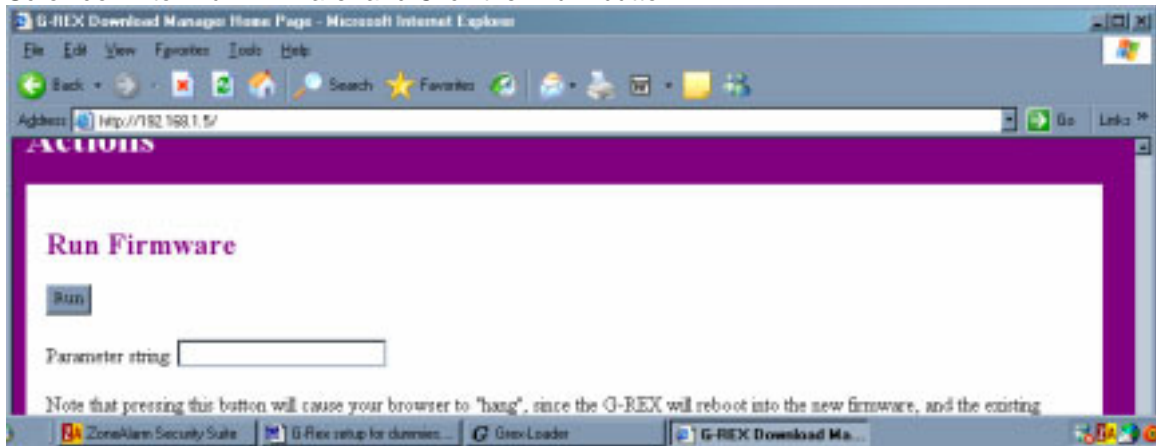 G-REX Download Manager Home Page - Microsoft Internet Explorer
File Edit View Favorites Tools Help
Back Search Favorites
Address http://192.168.1.5/ Go Links »
Actions
Run Firmware
Run
Parameter string
Note that pressing this button will cause your browser to "hang", since the G-REX will reboot into the new firmware, and the existing
ZoneAlarm Security Suite G-Rex setup for dummies... GrexLoader G-REX Download Ma...